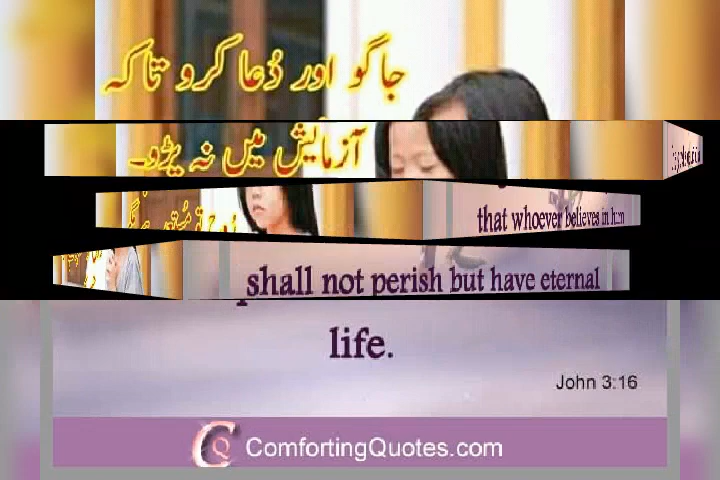 جاگو اور دُعا کرو تاکہ
آزمایش میں نہ پڑو۔
that whoever believes in him
shall not perish but have eternal
life.
John 3:16
ComfortingQuotes.com